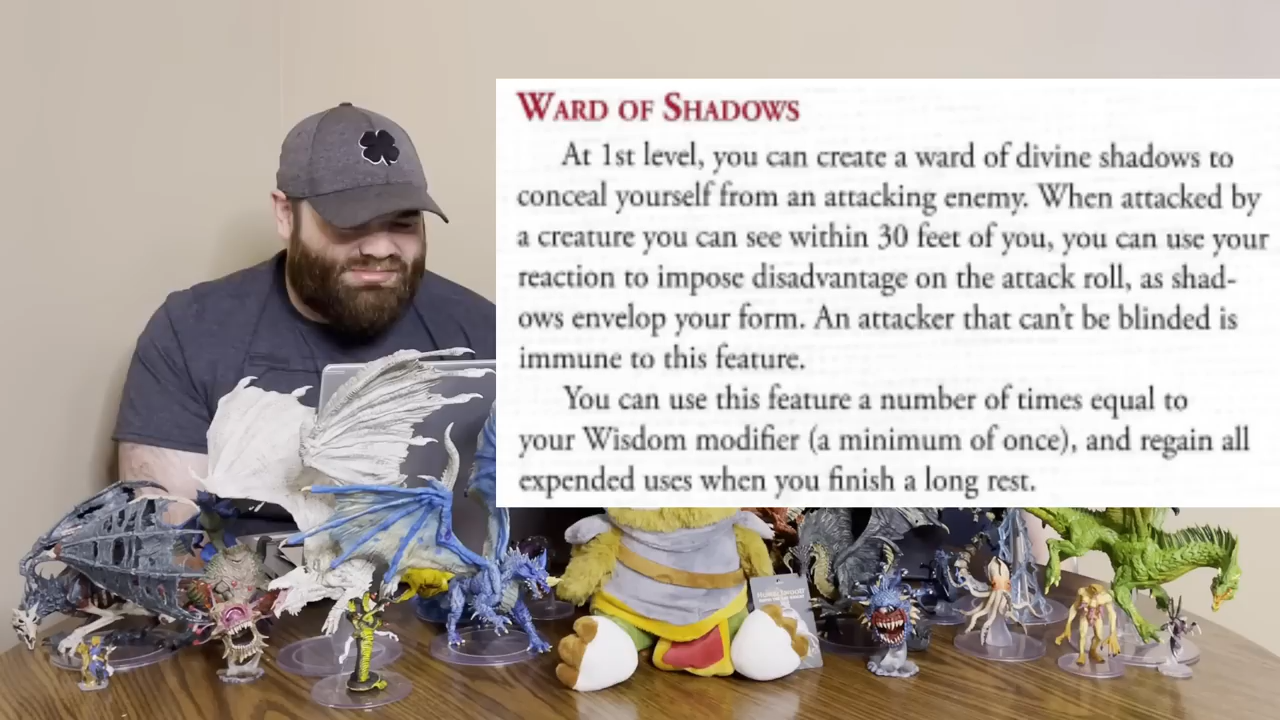 WARD OF SHADOWS
At 1st level, you can create a ward of divine shadows to
conceal yourself from an attacking enemy. When attacked by
a creature you can see within 30 feet of you, you can use your
reaction to impose disadvantage on the attack roll, as shad-
ows envelop your form. An attacker that can't be blinded is
immune to this feature.
You can use this feature a number of times equal to
your Wisdom modifier (a minimum of once), and regain all
expended uses when you finish a long rest.